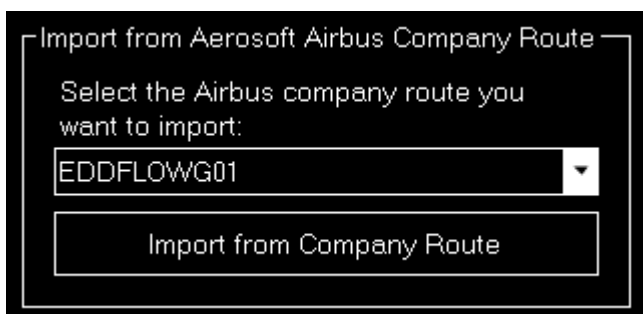 Import from Aerosoft Airbus Company Route
Select the Airbus company route you
want to import:
EDDFLOWG01
Import from Company Route